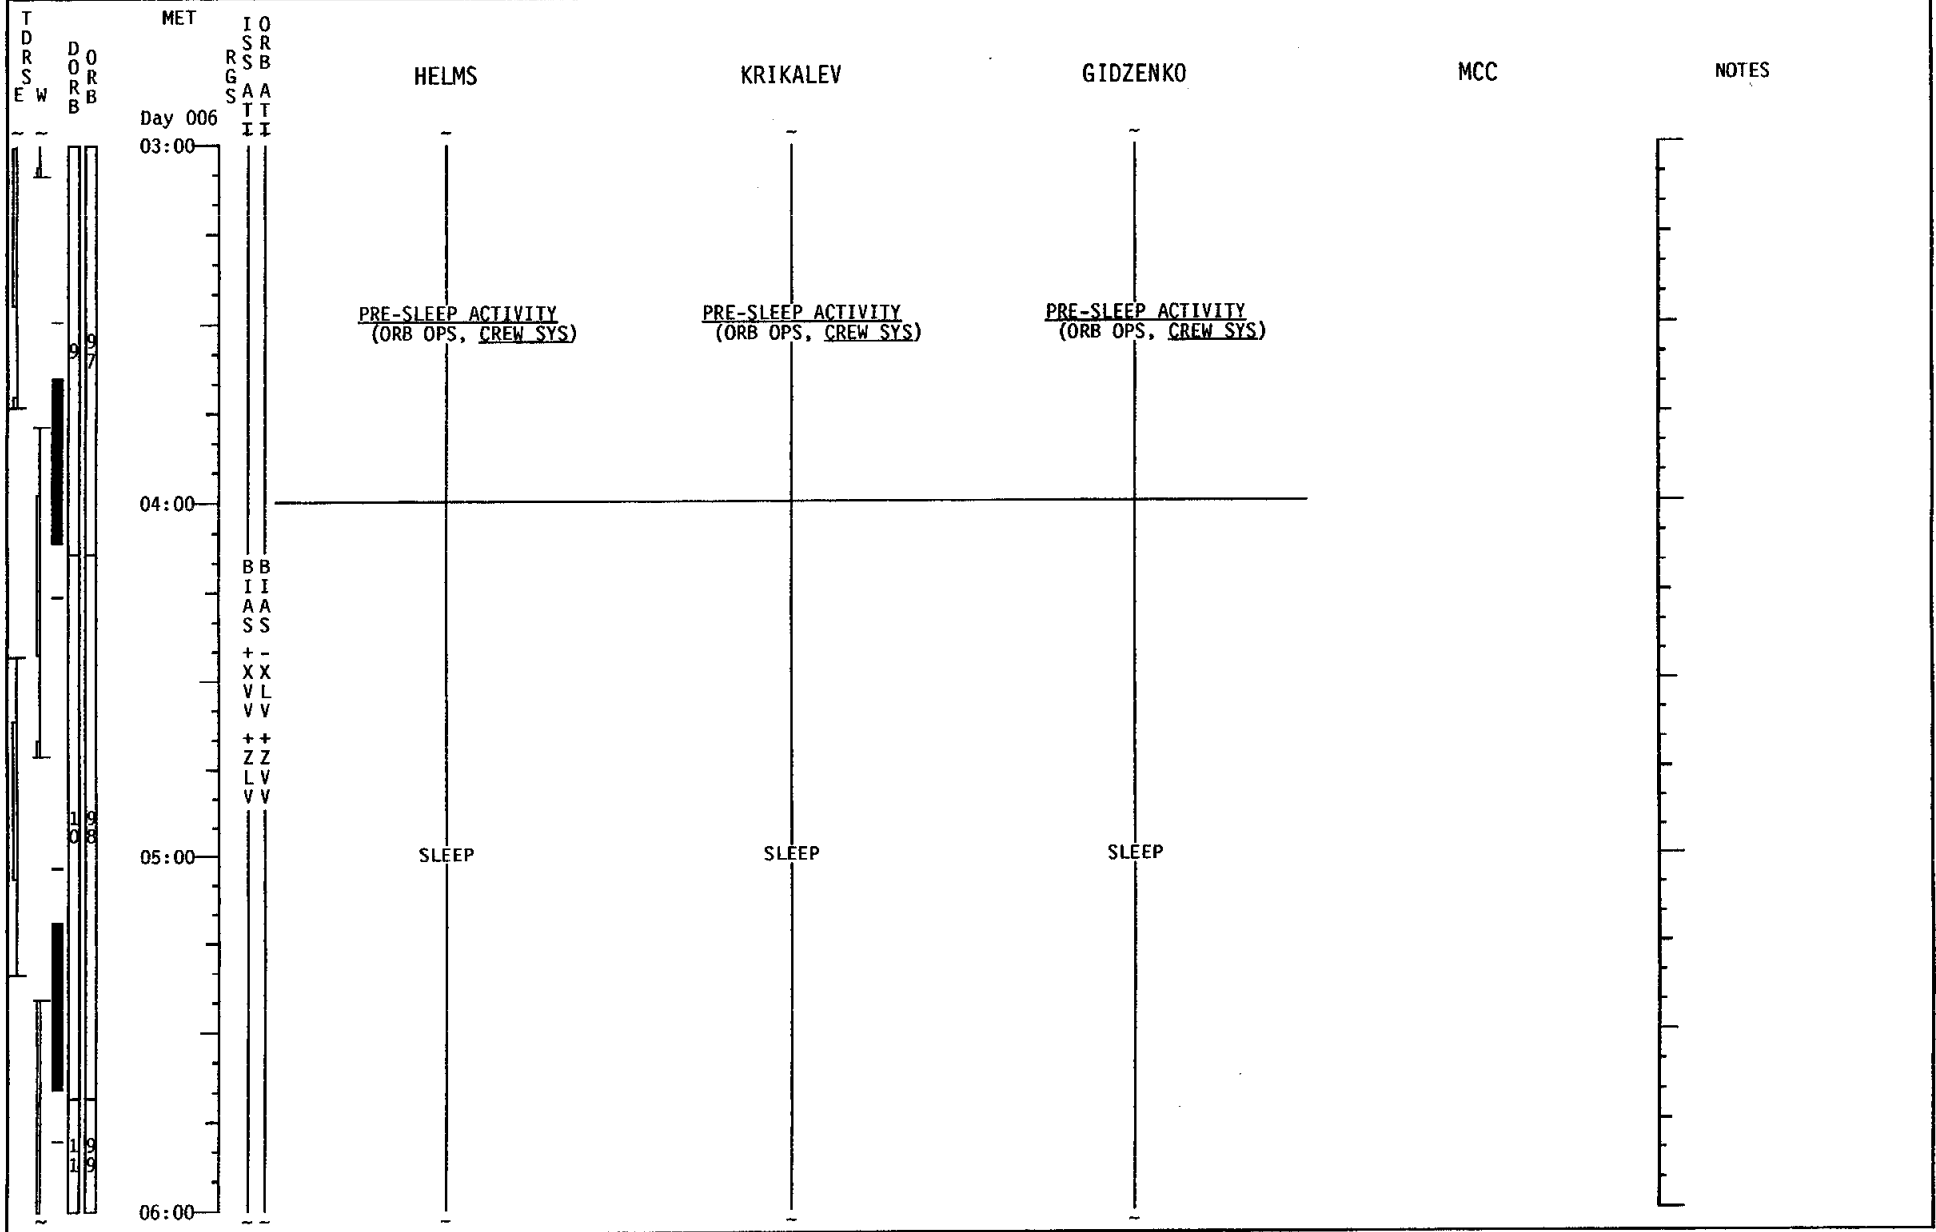 TDRS
E W
DORB
ORB
MET
RGS
ISS ATT
ORB ATT
HELMS
KRIKALEV
GIDZENKO
MCC
NOTES
Day 006
03:00
PRE-SLEEP ACTIVITY
(ORB OPS, CREW SYS)
PRE-SLEEP ACTIVITY
(ORB OPS, CREW SYS)
PRE-SLEEP ACTIVITY
(ORB OPS, CREW SYS)
9
97
04:00
BIAS +XVV +ZLV
BIAS -XLV +ZVV
10
98
05:00
SLEEP
SLEEP
SLEEP
11
99
06:00